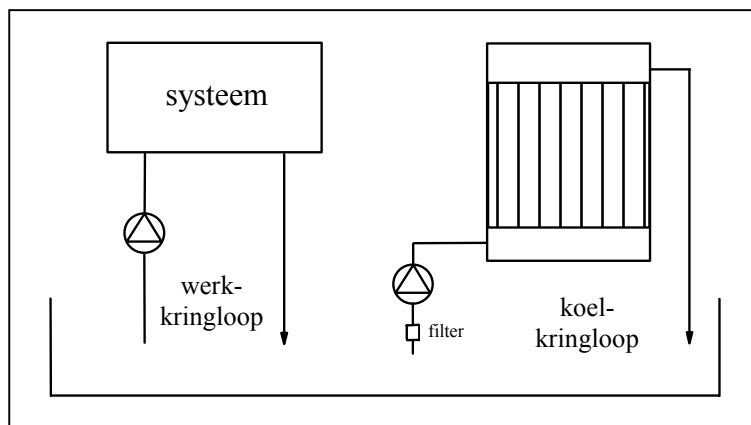 systeem
werk-
kringloop
filter
koel-
kringloop